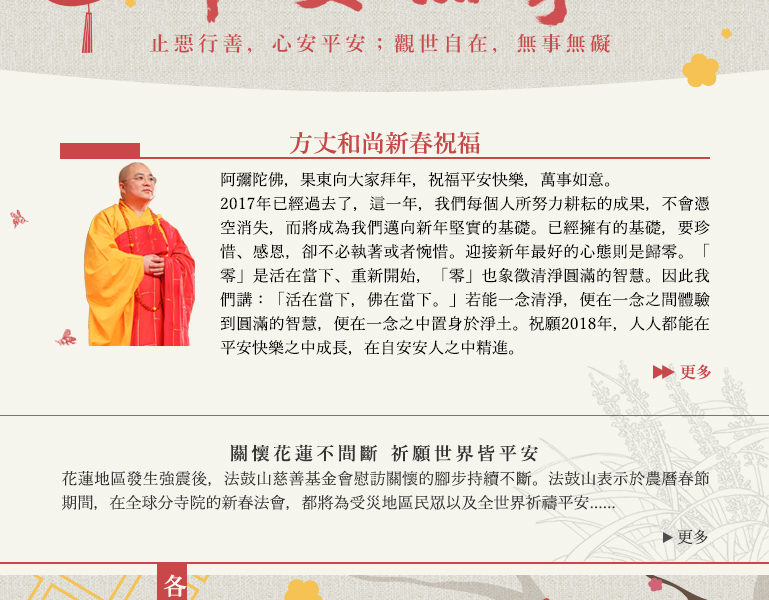 止惡行善，心安平安；觀世自在，無事無礙
方丈和尚新春祝福
阿彌陀佛，果東向大家拜年，祝福平安快樂，萬事如意。
2017年已經過去了，這一年，我們每個人所努力耕耘的成果，不會憑
空消失，而將成為我們邁向新年堅實的基礎。已經擁有的基礎，要珍
惜、感恩，卻不必執著或者惋惜。迎接新年最好的心態則是歸零。「
零」是活在當下、重新開始，「零」也象徵清淨圓滿的智慧。因此我
們講：「活在當下，佛在當下。」若能一念清淨，便在一念之間體驗
到圓滿的智慧，便在一念之中置身於淨土。祝願2018年，人人都能在
平安快樂之中成長，在自安安人之中精進。
更多
關懷花蓮不間斷 祈願世界皆平安
花蓮地區發生強震後，法鼓山慈善基金會慰訪關懷的腳步持續不斷。法鼓山表示於農曆春節
期間，在全球分寺院的新春法會，都將為受災地區民眾以及全世界祈禱平安......
更多
各